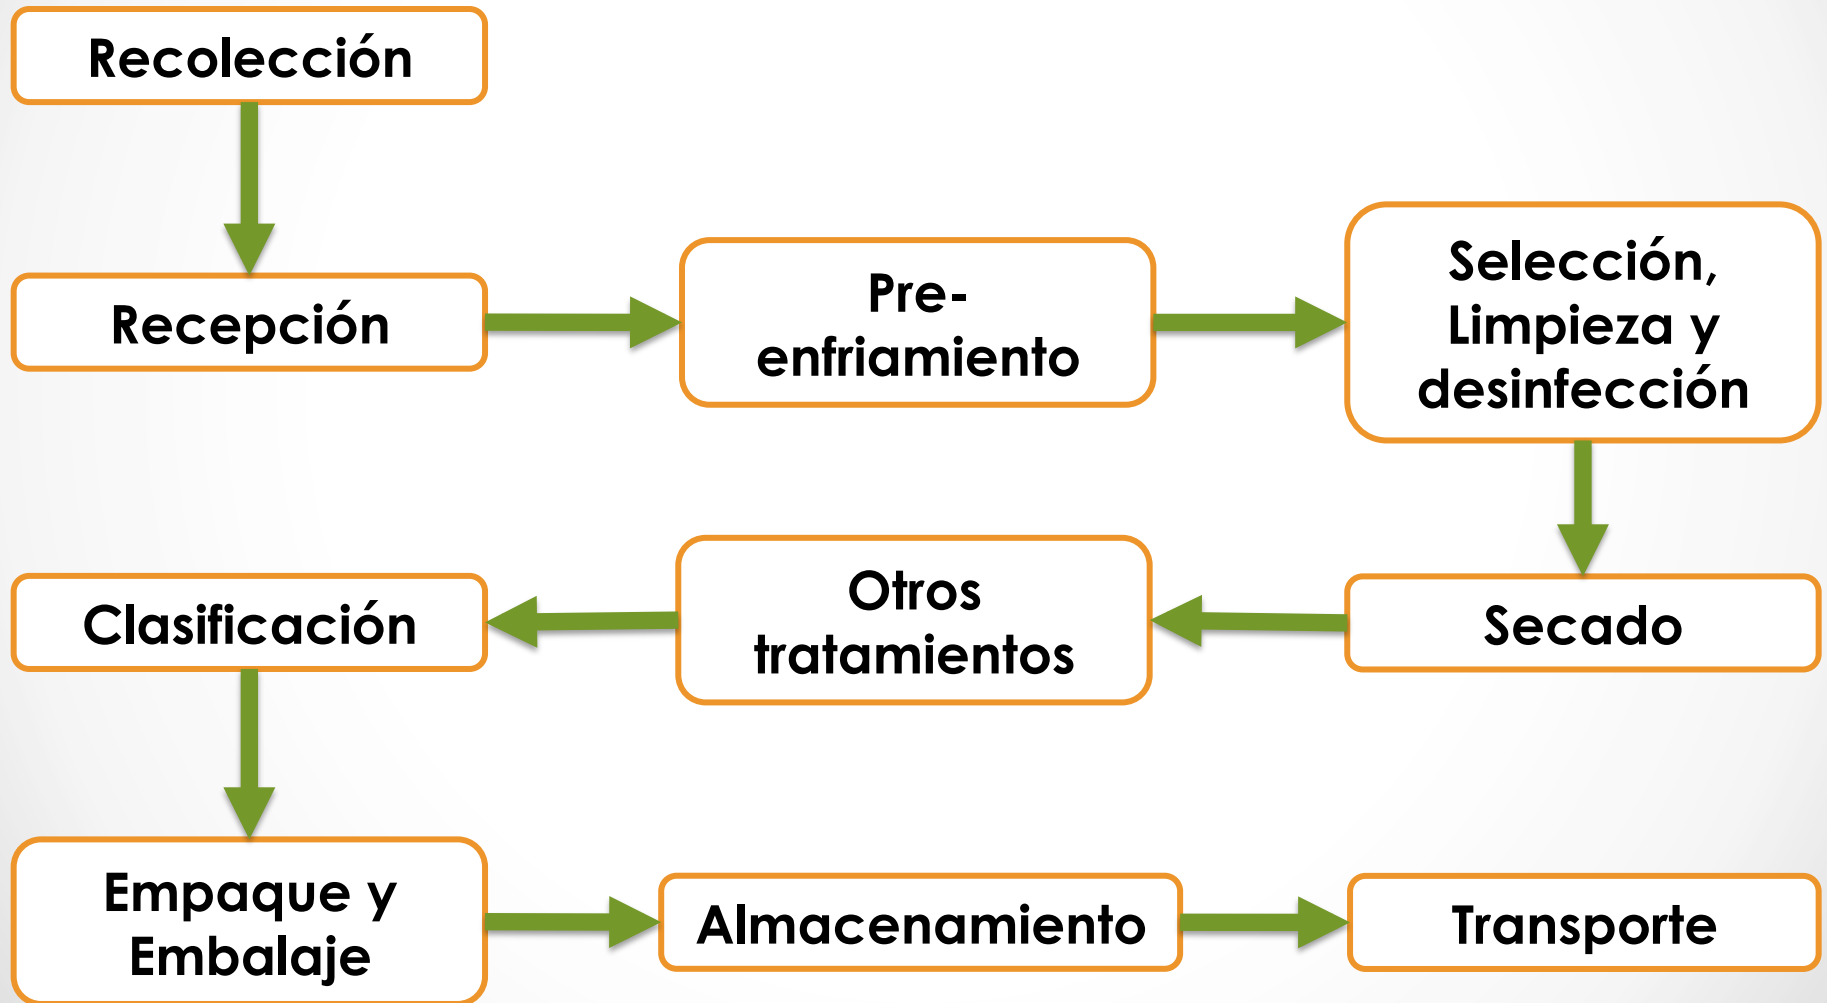 Recolección
Recepción
Pre-
enfriamiento
Selección,
Limpieza y
desinfección
Secado
Otros
tratamientos
Clasificación
Empaque y
Embalaje
Almacenamiento
Transporte